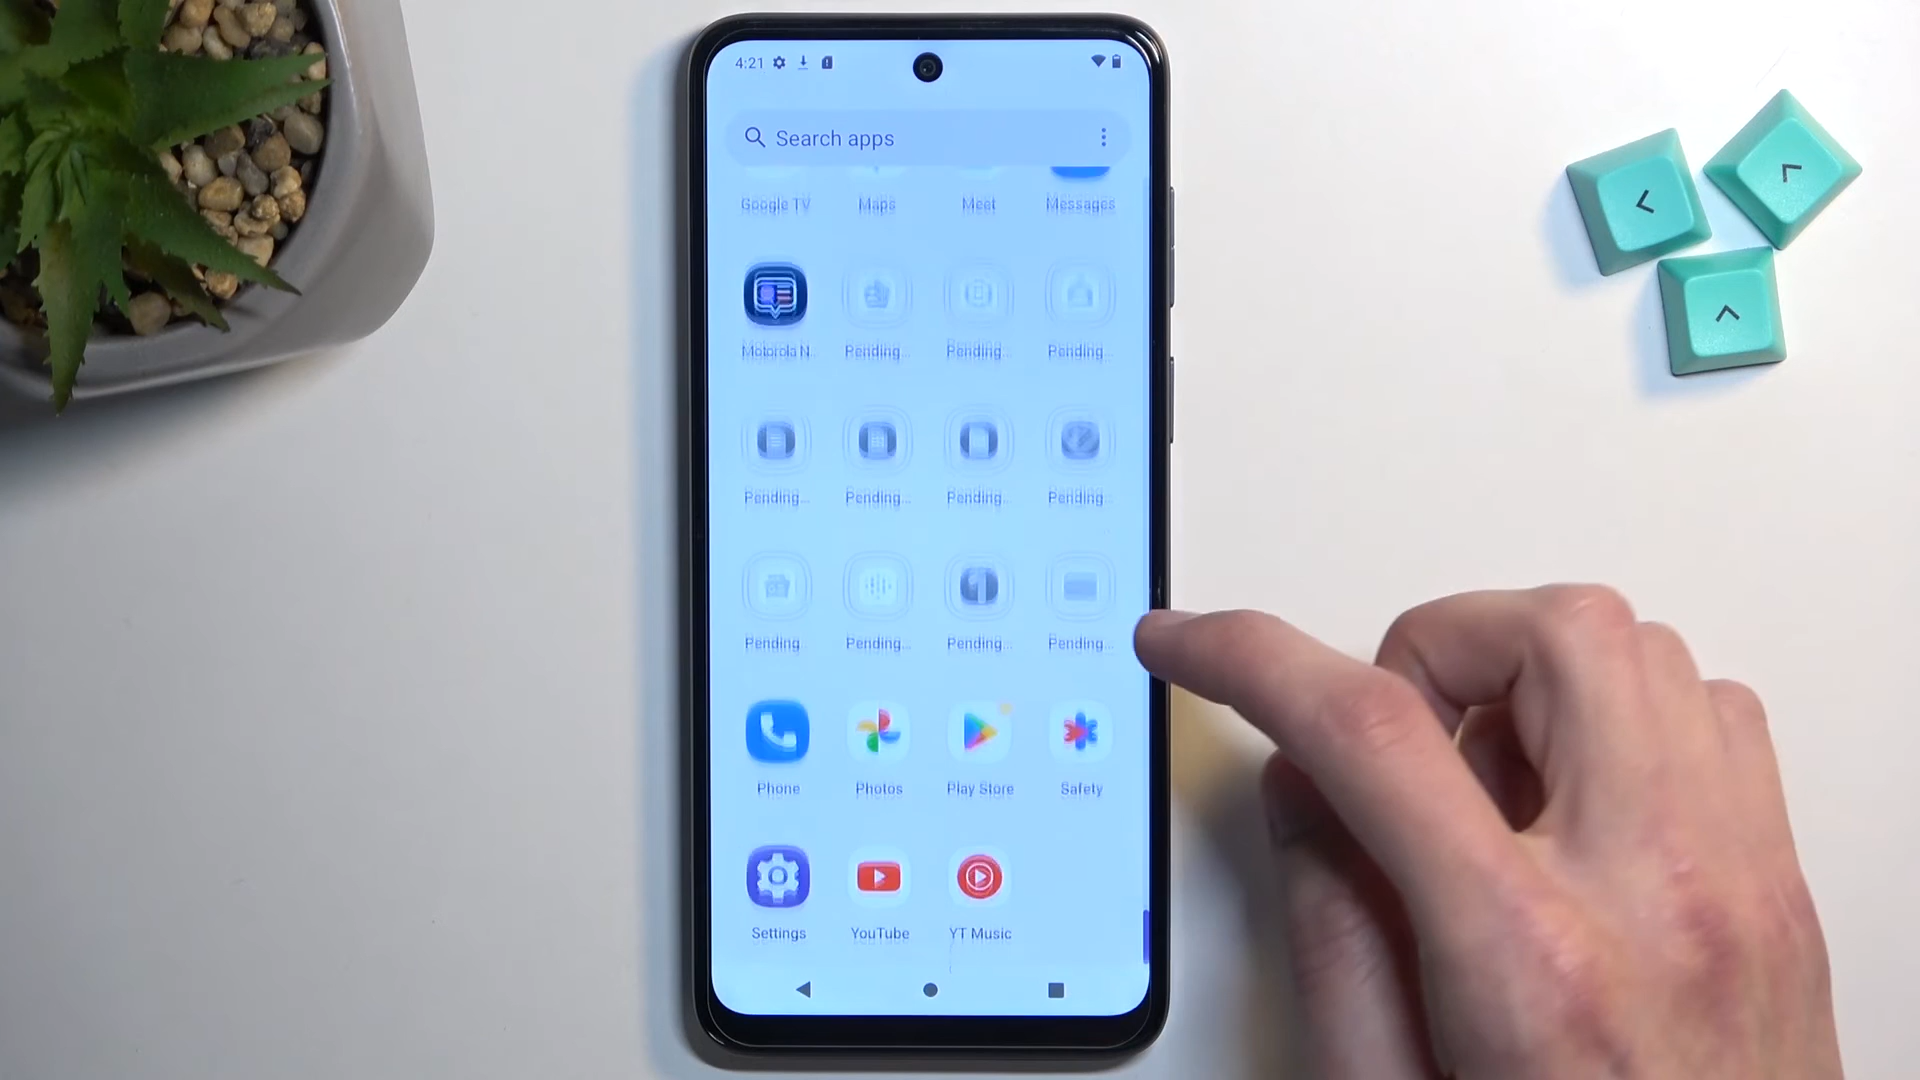 4:21
Search apps
Google TV Maps Meet Messages
Motorola N.. Pending... Pending... Pending...
Pending... Pending... Pending... Pending...
Pending... Pending... Pending... Pending...
Phone Photos Play Store Safety
Settings YouTube YT Music